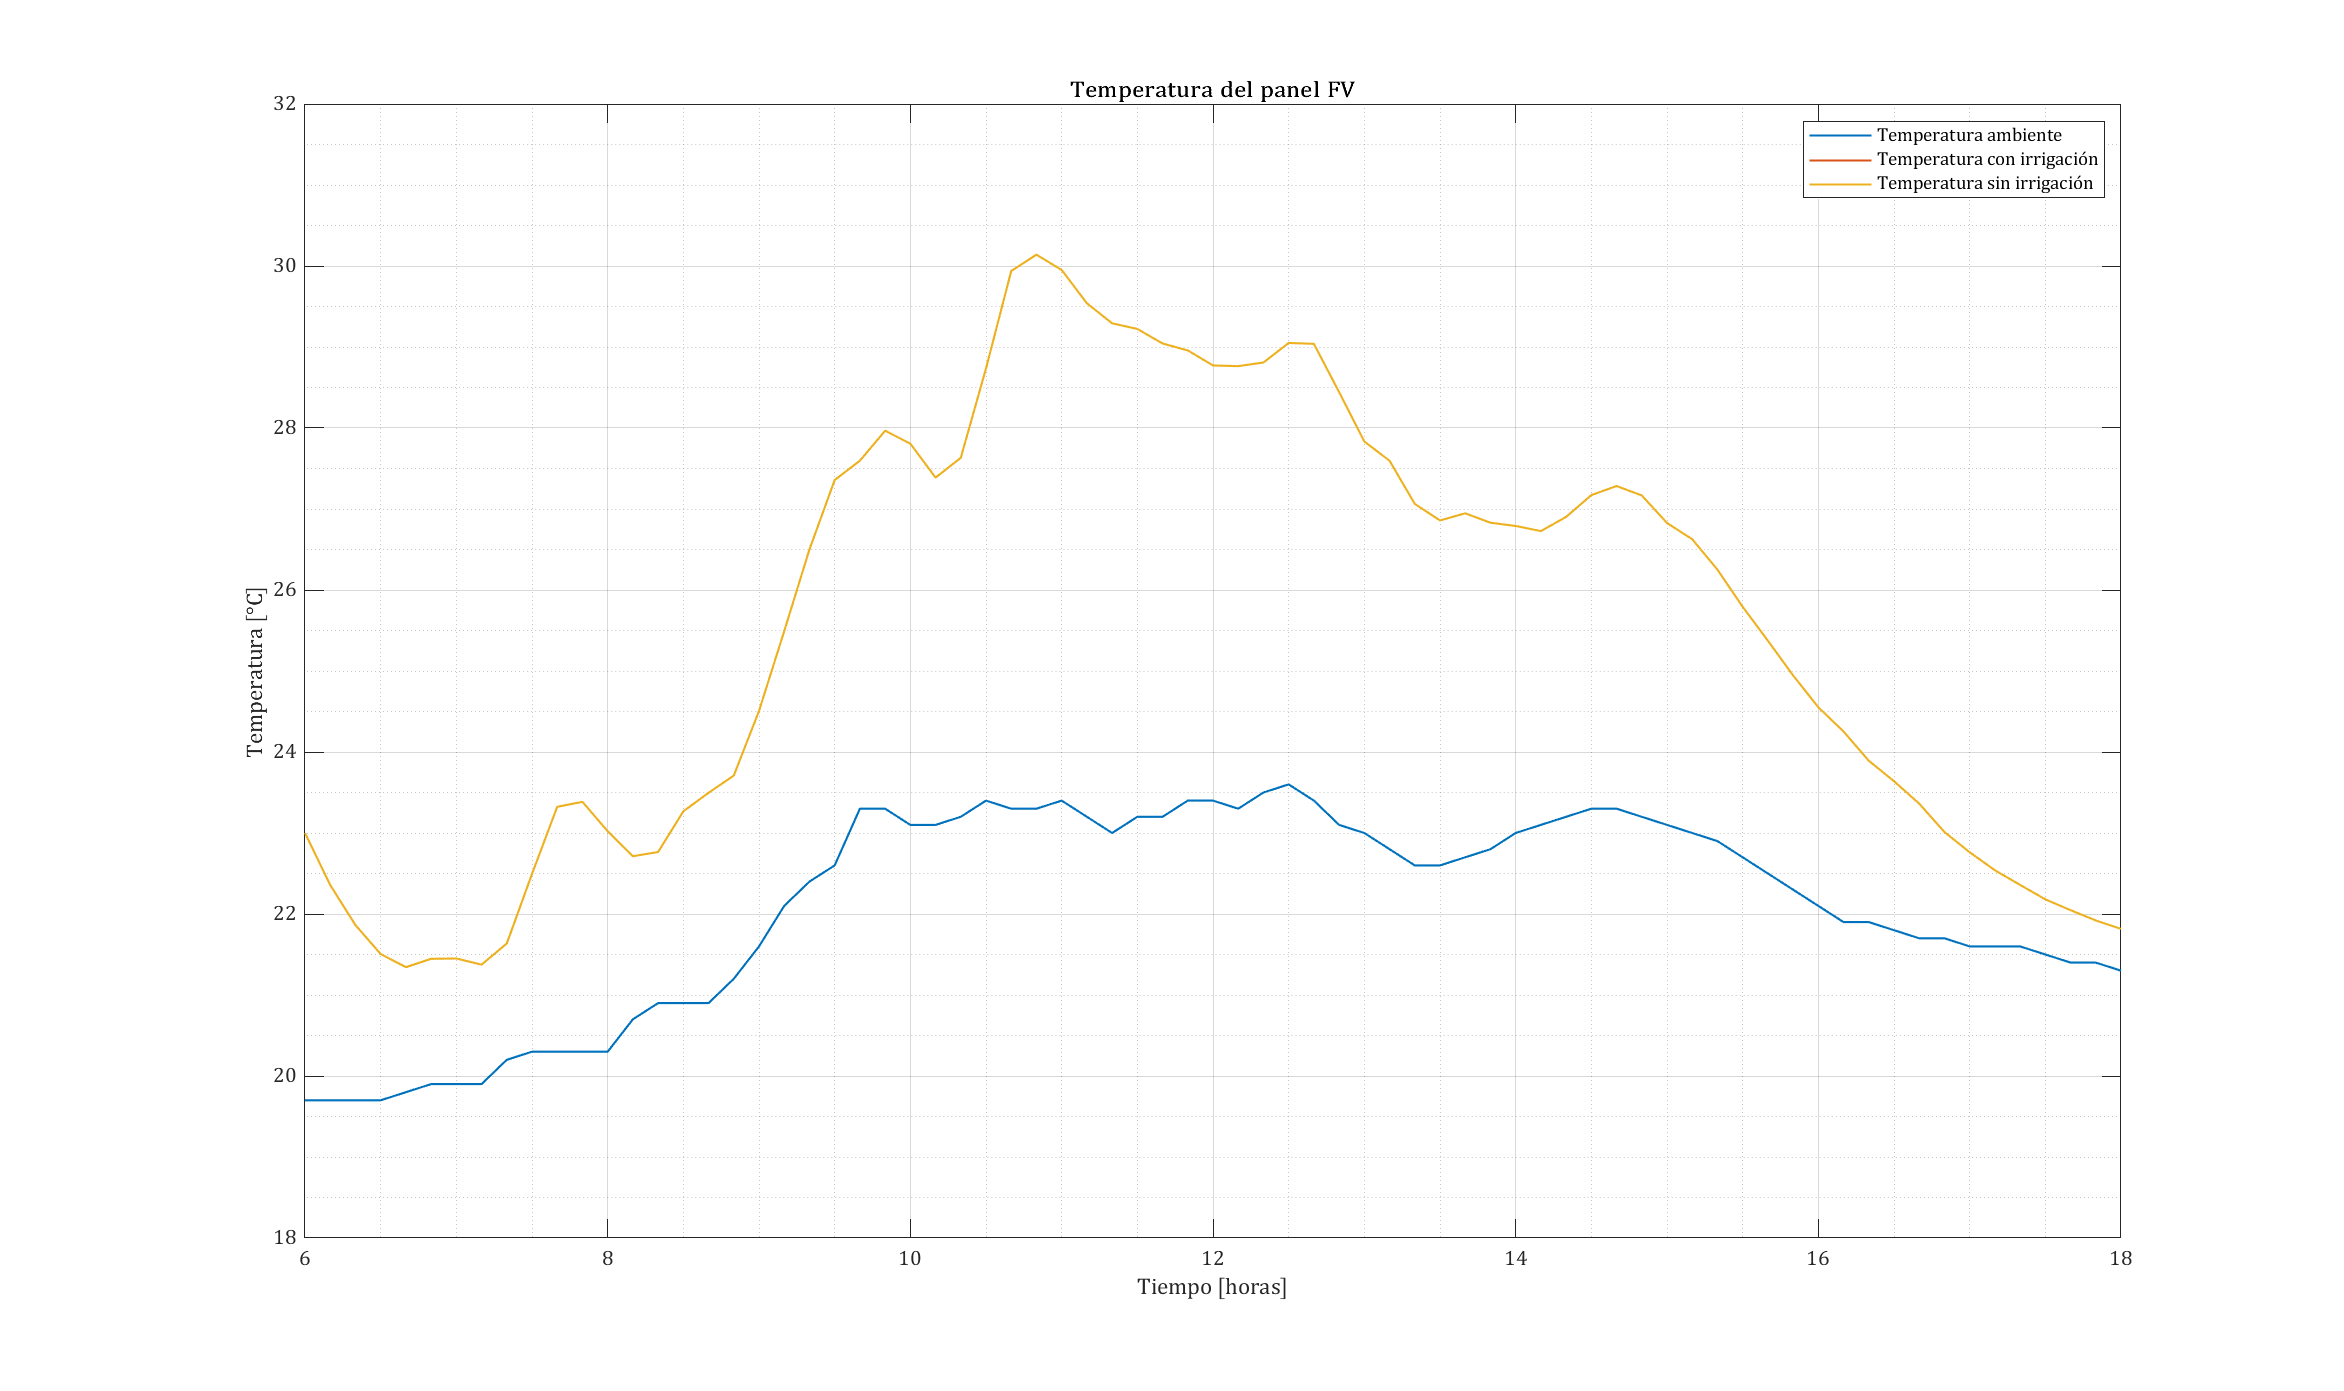 Temperatura del panel FV
32
30
28
26
24
22
20
18
Temperatura [°C]
Temperatura ambiente
Temperatura con irrigación
Temperatura sin irrigación
6 8 10 12 14 16 18
Tiempo [horas]